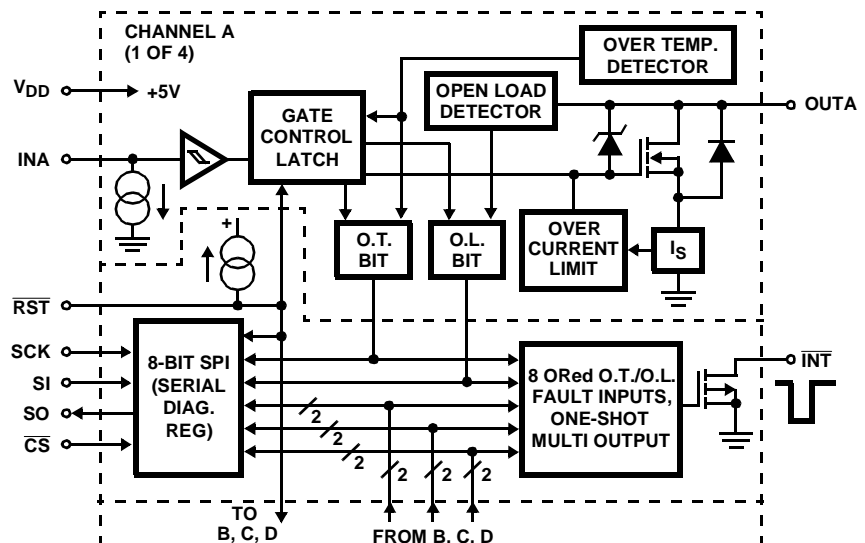 CHANNEL A
(1 OF 4)
OVER TEMP.
DETECTOR
VDD
+5V
OPEN LOAD
DETECTOR
OUTA
GATE
CONTROL
LATCH
INA
+
O.T.
BIT
O.L.
BIT
OVER
CURRENT
LIMIT
IS
RST
SCK
SI
SO
CS
8-BIT SPI
(SERIAL
DIAG.
REG)
8 ORed O.T./O.L.
FAULT INPUTS,
ONE-SHOT
MULTI OUTPUT
INT
2
2
2
2
2
2
TO
B, C, D
FROM B, C, D